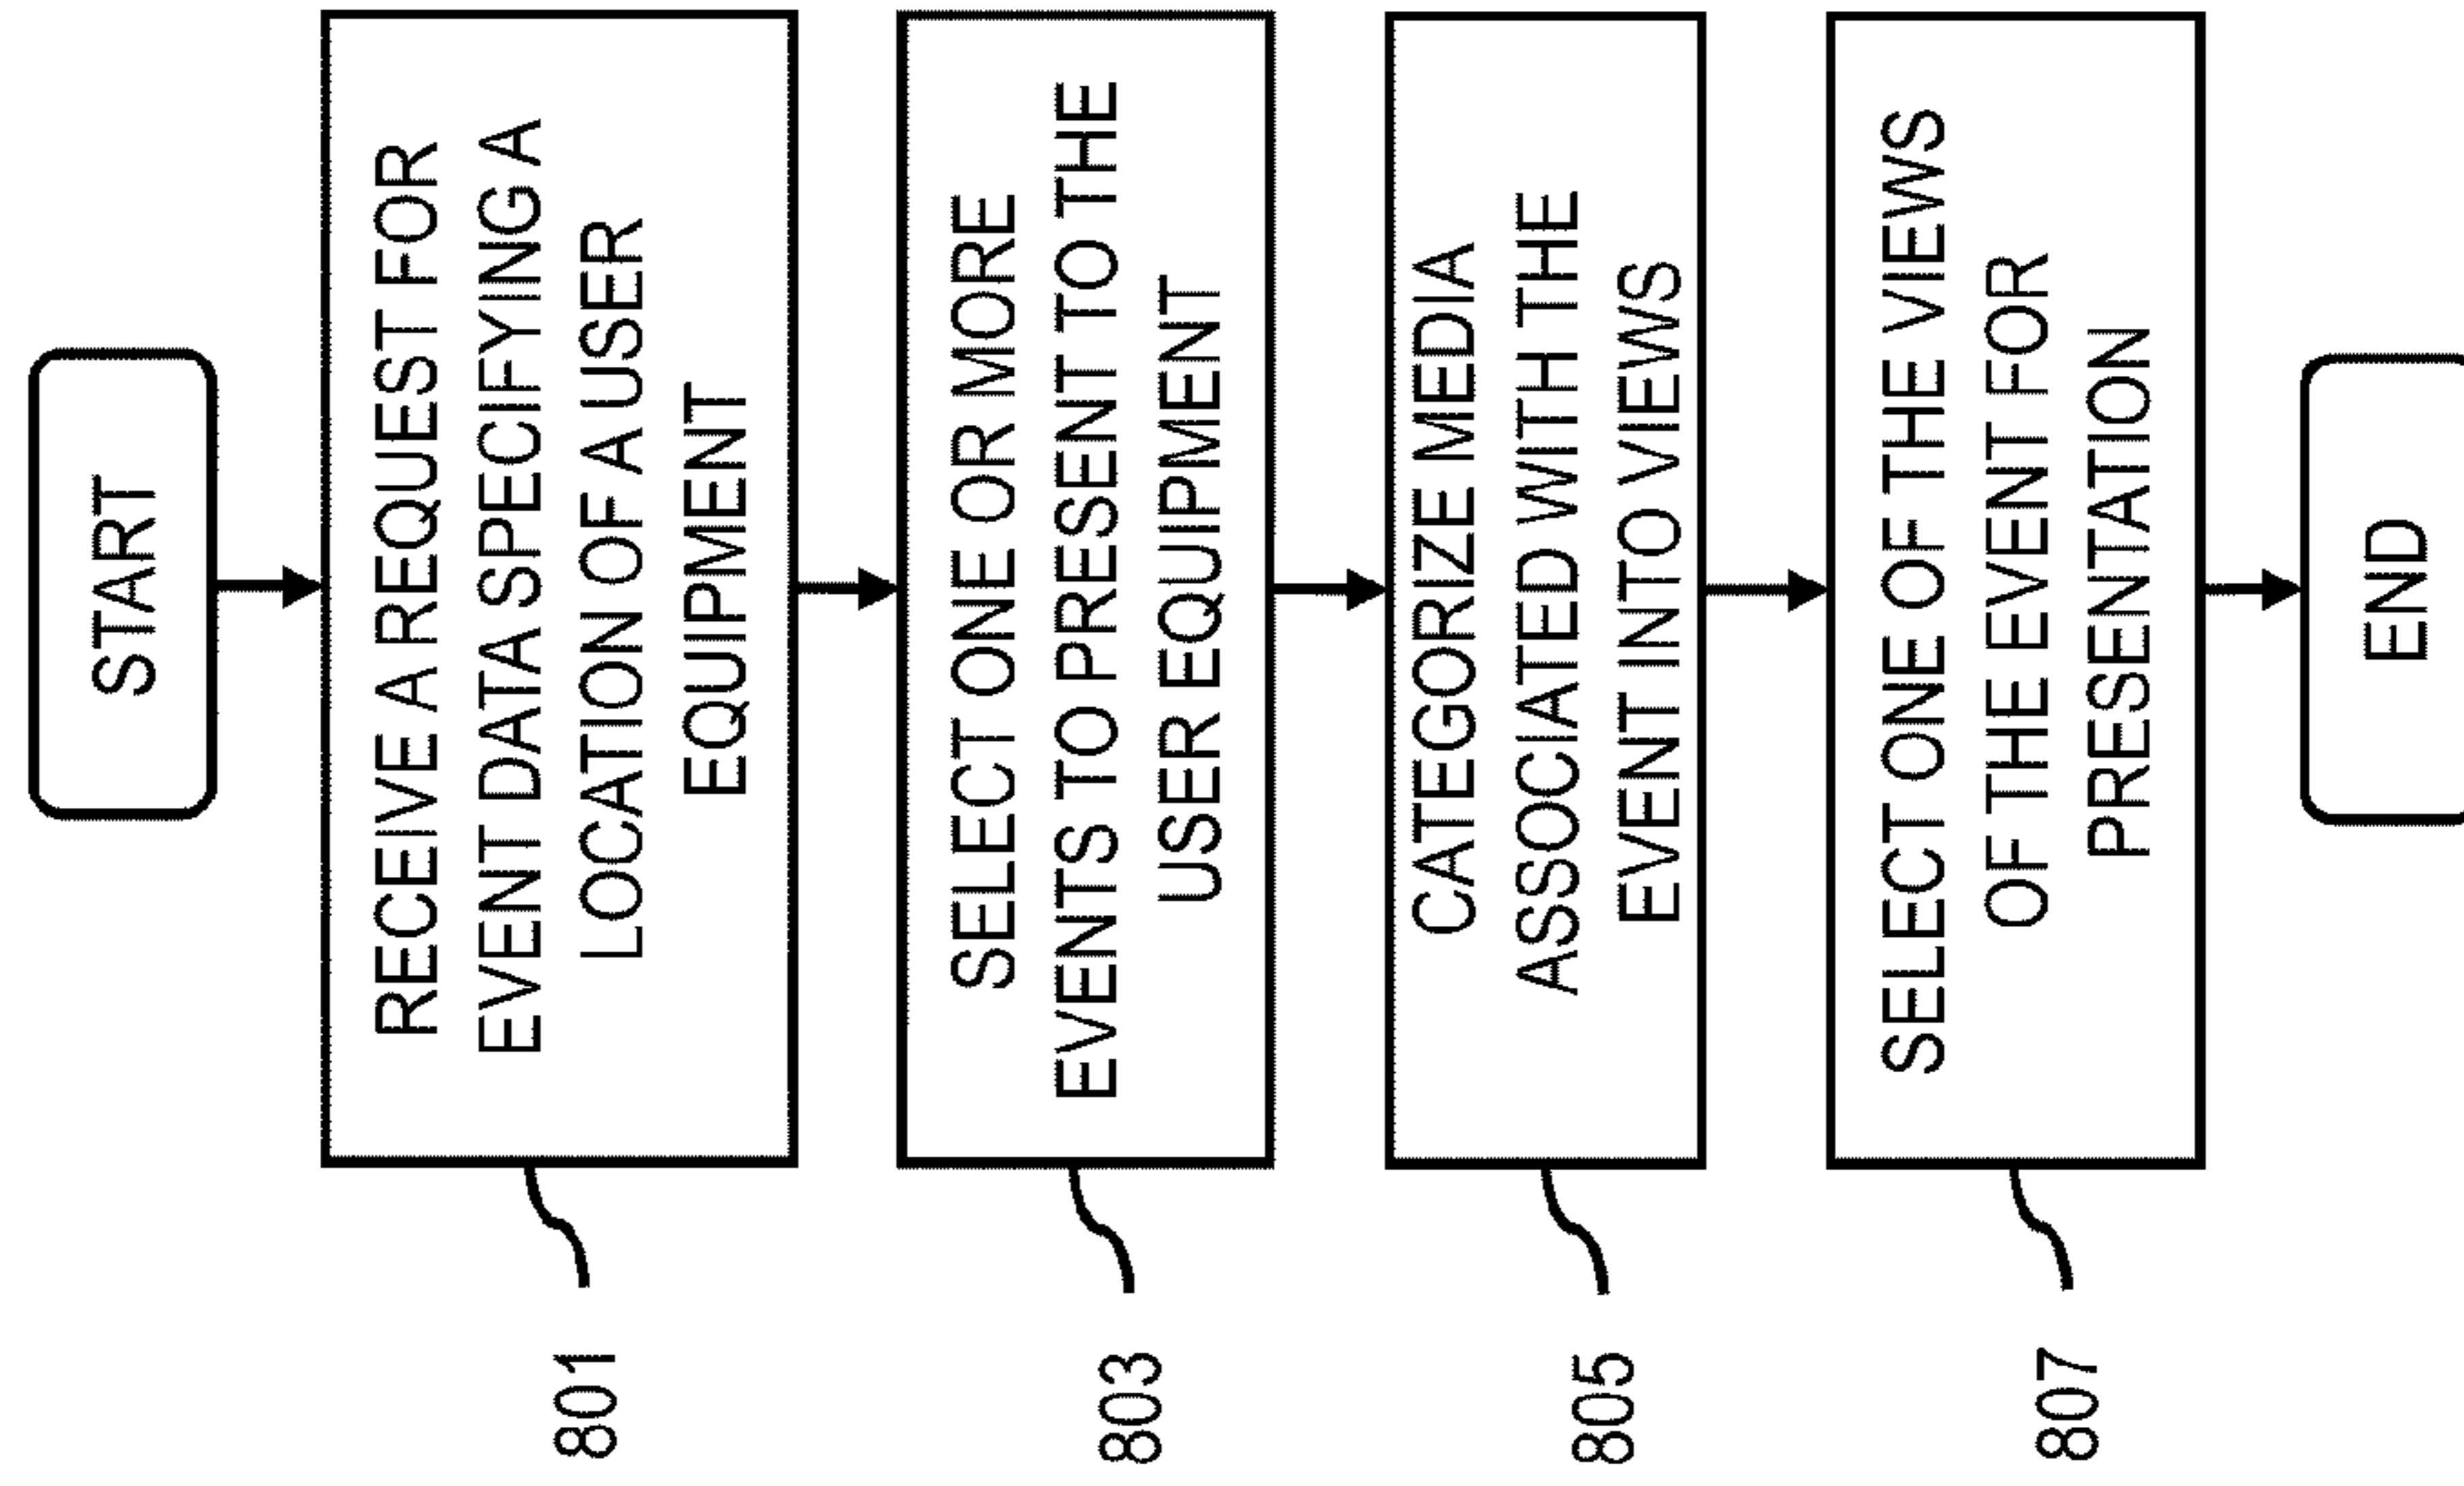 START
RECEIVE A REQUEST FOR
EVENT DATA SPECIFYING A
LOCATION OF A USER
EQUIPMENT
801
SELECT ONE OR MORE
EVENTS TO PRESENT TO THE
USER EQUIPMENT
803
CATEGORIZE MEDIA
ASSOCIATED WITH THE
EVENT INTO VIEWS
805
SELECT ONE OF THE VIEWS
OF THE EVENT FOR
PRESENTATION
807
END